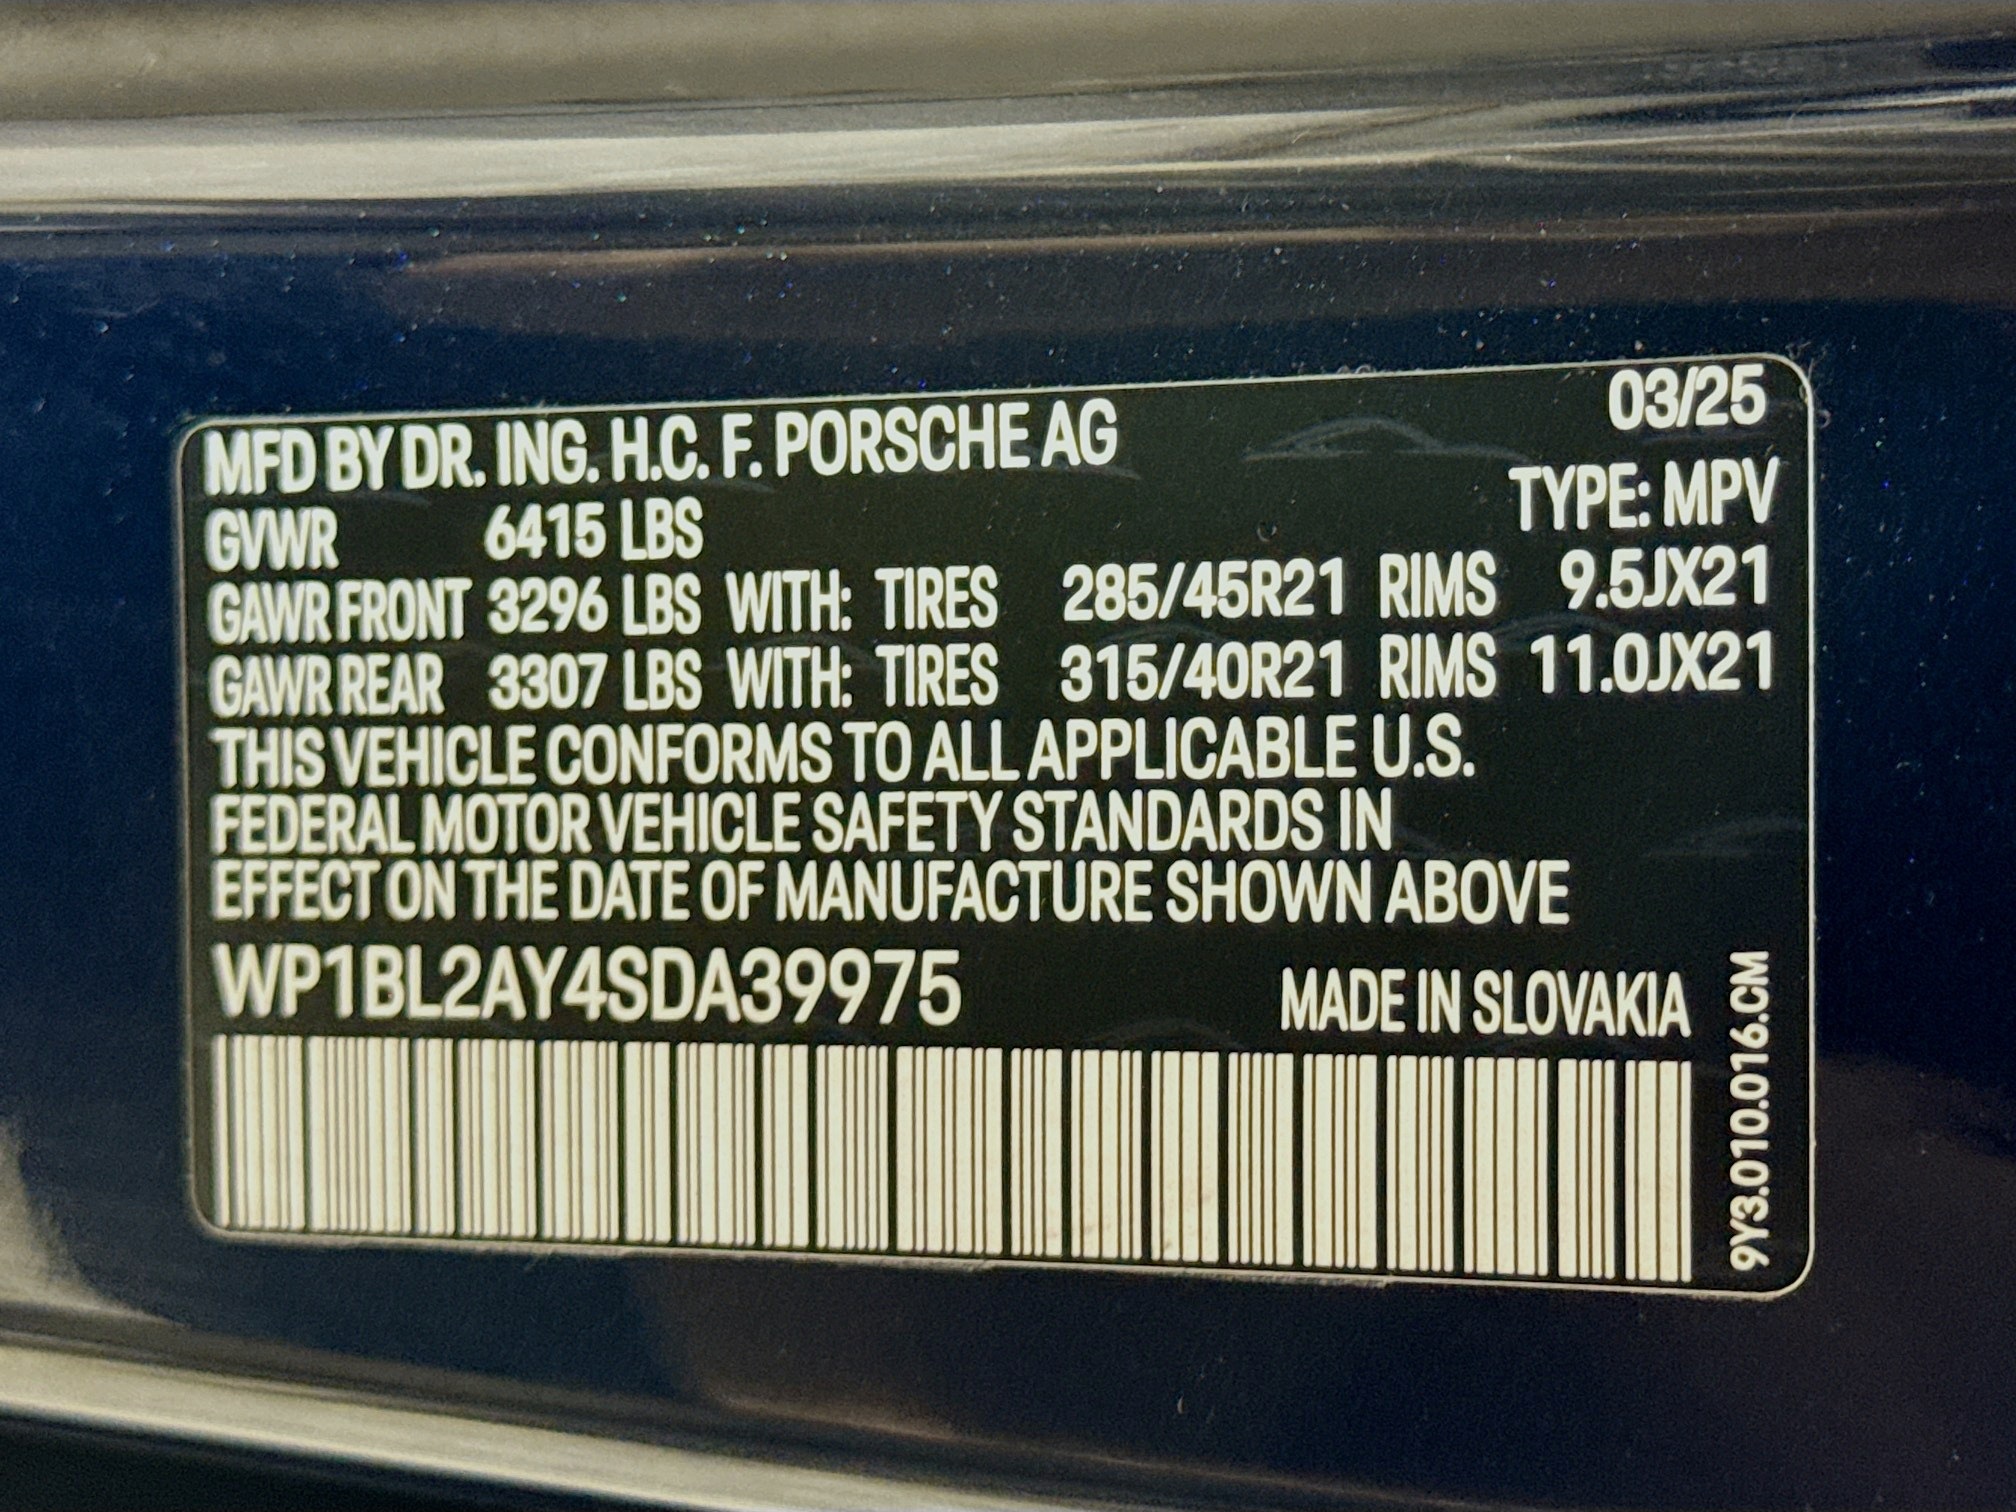 03/25
MFD BY DR. ING. H.C. F. PORSCHE AG
TYPE: MPV
GVWR 6415 LBS
GAWR FRONT 3296 LBS WITH: TIRES 285/45R21 RIMS 9.5JX21
GAWR REAR 3307 LBS WITH: TIRES 315/40R21 RIMS 11.0JX21
THIS VEHICLE CONFORMS TO ALL APPLICABLE U.S.
FEDERAL MOTOR VEHICLE SAFETY STANDARDS IN
EFFECT ON THE DATE OF MANUFACTURE SHOWN ABOVE
WP1BL2AY4SDA39975
MADE IN SLOVAKIA
9Y3.010.016.CM